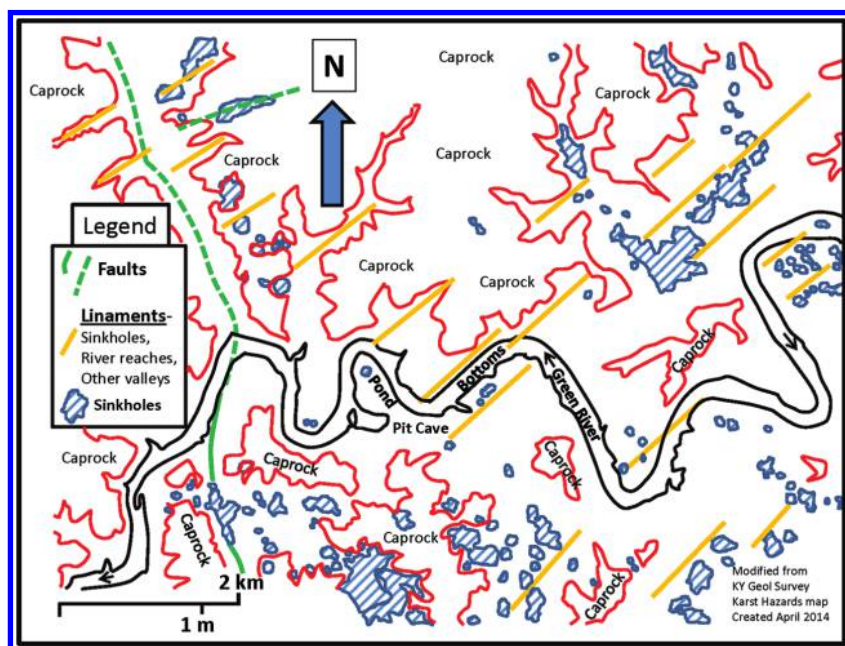 N
Caprock
Caprock
Caprock
Caprock
Caprock
Caprock
Caprock
Legend
Faults
Linaments-
Sinkholes,
River reaches,
Other valleys
Sinkholes
Caprock
Bottoms
Pond
Green River
Pit Cave
Caprock
Caprock
Caprock
Caprock
Caprock
Caprock
2 km
1 m
Modified from
KY Geol Survey
Karst Hazards map
Created April 2014